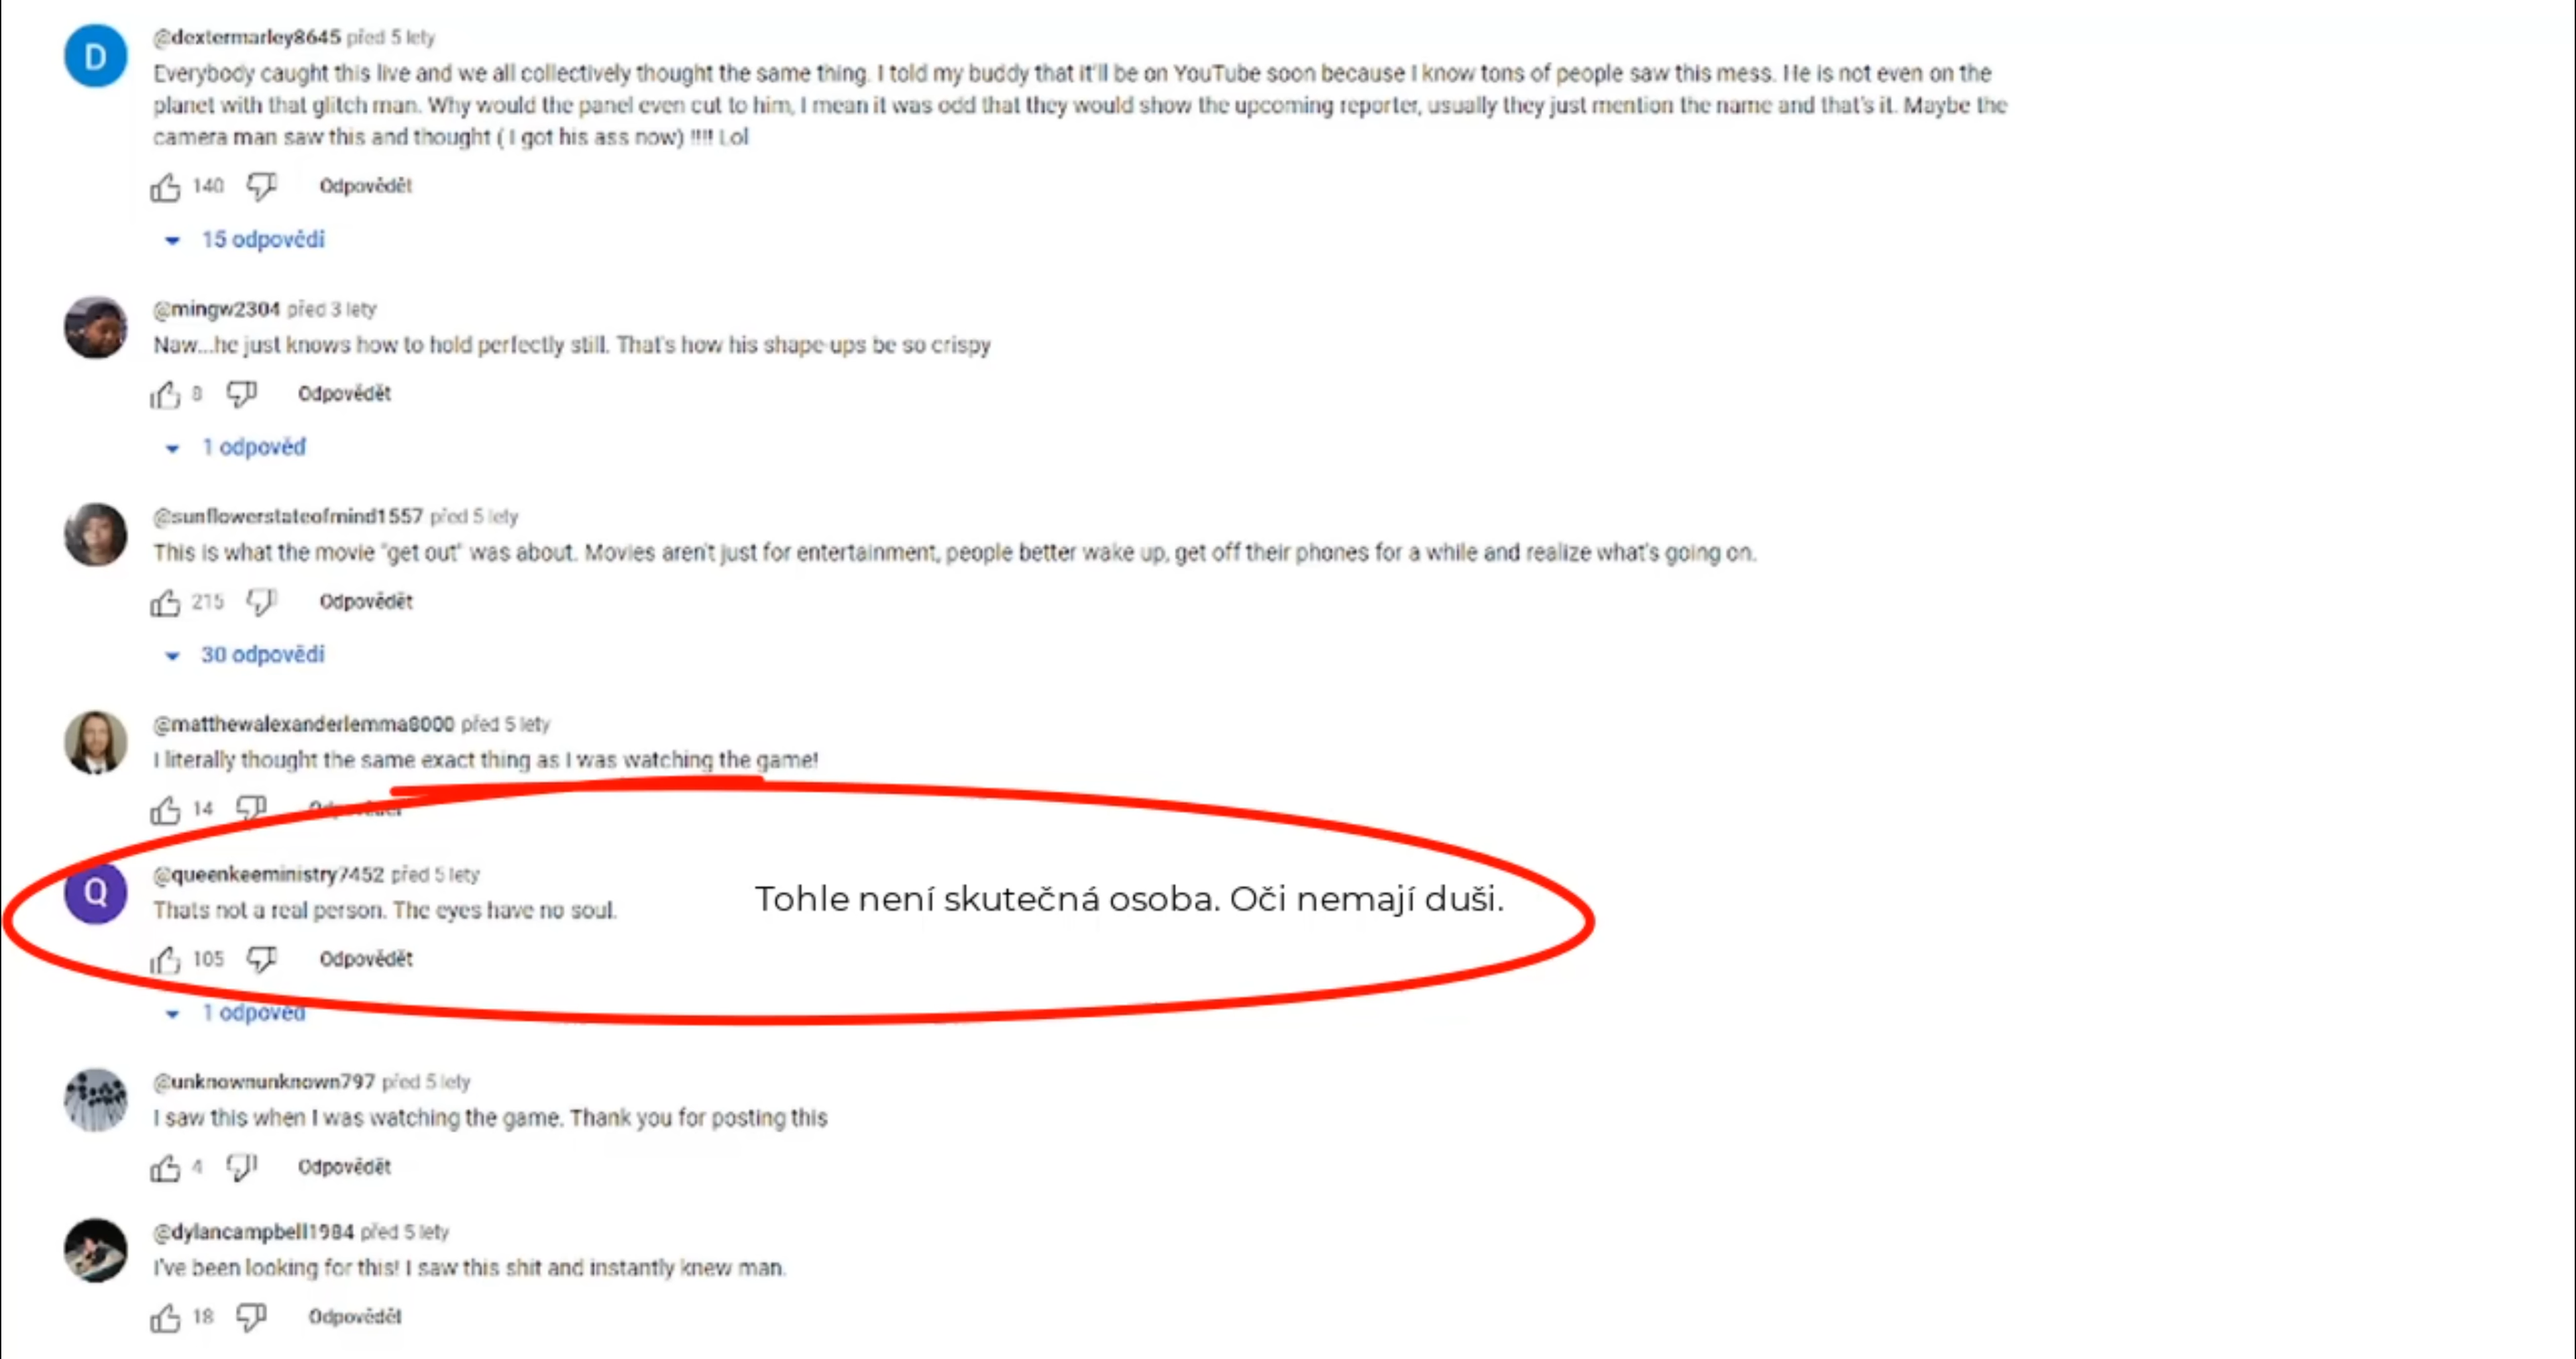 D
@dextermarley8645 před 5 lety
Everybody caught this live and we all collectively thought the same thing. I told my buddy that it'll be on YouTube soon because I know tons of people saw this mess. He is not even on the
planet with that glitch man. Why would the panel even cut to him, I mean it was odd that they would show the upcoming reporter, usually they just mention the name and that's it. Maybe the
camera man saw this and thought ( I got his ass now) !!!! Lol
140 Odpovědět
15 odpovědí
@mingw2304 před 3 lety
Naw...he just knows how to hold perfectly still. That's how his shape-ups be so crispy
8 Odpovědět
1 odpověď
@sunflowerstateofmind1557 před 5 lety
This is what the movie "get out" was about. Movies aren't just for entertainment, people better wake up, get off their phones for a while and realize what's going on.
215 Odpovědět
30 odpovědí
@matthewalexanderlemma8000 před 5 lety
I literally thought the same exact thing as I was watching the game!
14 Odpovědět
Q
@queenkeeministry7452 před 5 lety
Thats not a real person. The eyes have no soul.
Tohle není skutečná osoba. Oči nemají duši.
105 Odpovědět
1 odpověď
@unknownunknown797 před 5 lety
I saw this when I was watching the game. Thank you for posting this
4 Odpovědět
@dylancampbell1984 před 5 lety
I've been looking for this! I saw this shit and instantly knew man.
18 Odpovědět